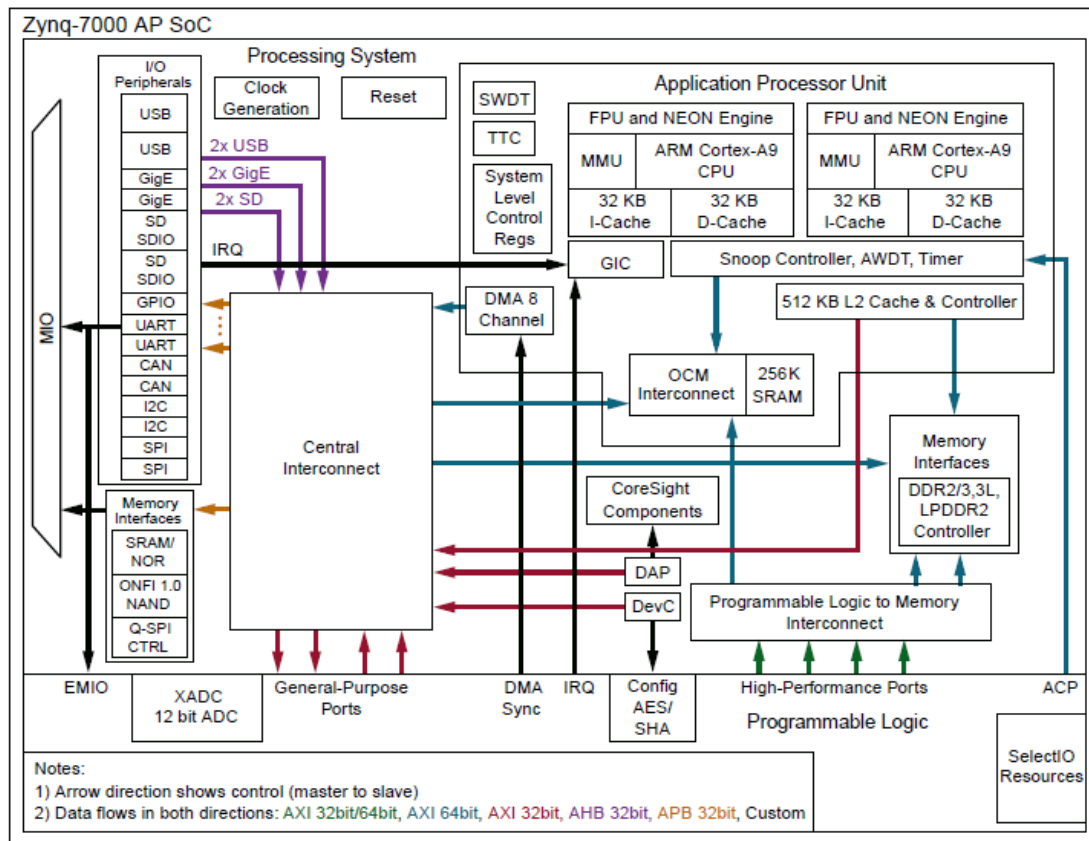 Zynq-7000 AP SoC
Processing System
I/O
Peripherals
USB
USB
GigE
GigE
SD
SDIO
SD
SDIO
GPIO
UART
UART
CAN
CAN
I2C
I2C
SPI
SPI
MIO
Clock
Generation
Reset
2x USB
2x GigE
2x SD
IRQ
Application Processor Unit
SWDT
TTC
System
Level
Control
Regs
FPU and NEON Engine
MMU
ARM Cortex-A9
CPU
32 KB
I-Cache
32 KB
D-Cache
FPU and NEON Engine
MMU
ARM Cortex-A9
CPU
32 KB
I-Cache
32 KB
D-Cache
GIC
Snoop Controller, AWDT, Timer
DMA 8
Channel
512 KB L2 Cache & Controller
OCM
Interconnect
256K
SRAM
Central
Interconnect
Memory
Interfaces
DDR2/3,3L,
LPDDR2
Controller
CoreSight
Components
DAP
DevC
Programmable Logic to Memory
Interconnect
Memory
Interfaces
SRAM/
NOR
ONFI 1.0
NAND
Q-SPI
CTRL
EMIO
XADC
12 bit ADC
General-Purpose
Ports
DMA
Sync
IRQ
Config
AES/
SHA
High-Performance Ports
ACP
Programmable Logic
SelectIO
Resources
Notes:
1) Arrow direction shows control (master to slave)
2) Data flows in both directions: AXI 32bit/64bit, AXI 64bit, AXI 32bit, AHB 32bit, APB 32bit, Custom